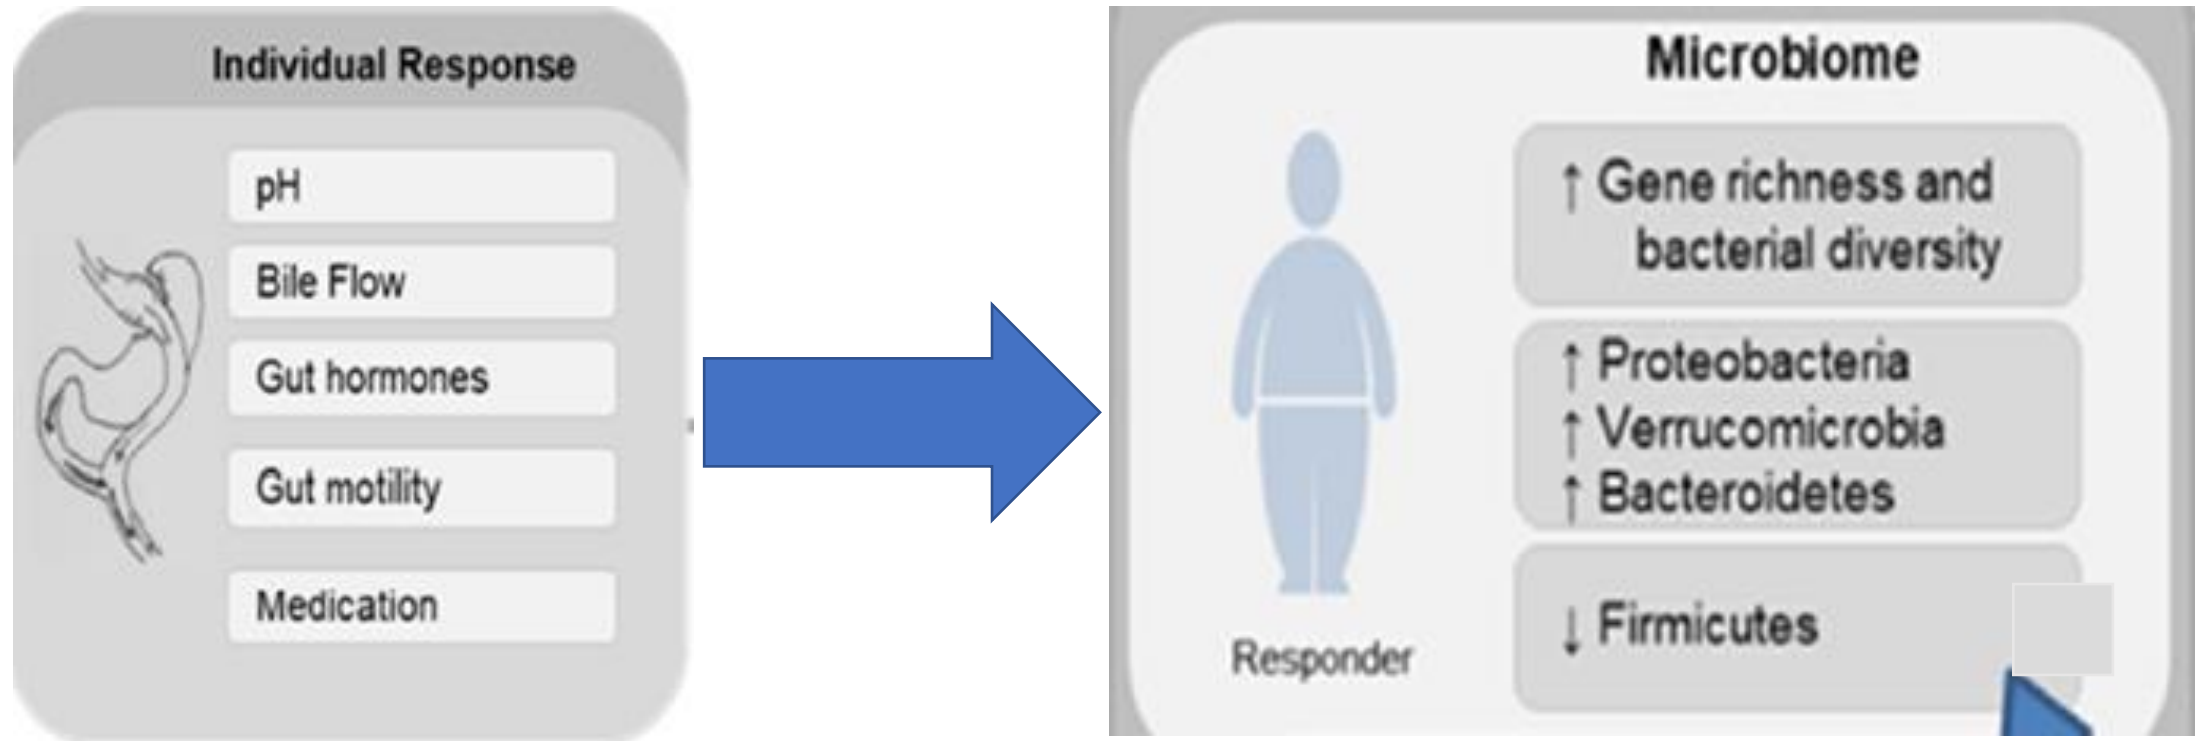 Individual Response
pH
Bile Flow
Gut hormones
Gut motility
Medication
Microbiome
↑ Gene richness and
bacterial diversity
↑ Proteobacteria
↑ Verrucomicrobia
↑ Bacteroidetes
↓ Firmicutes
Responder